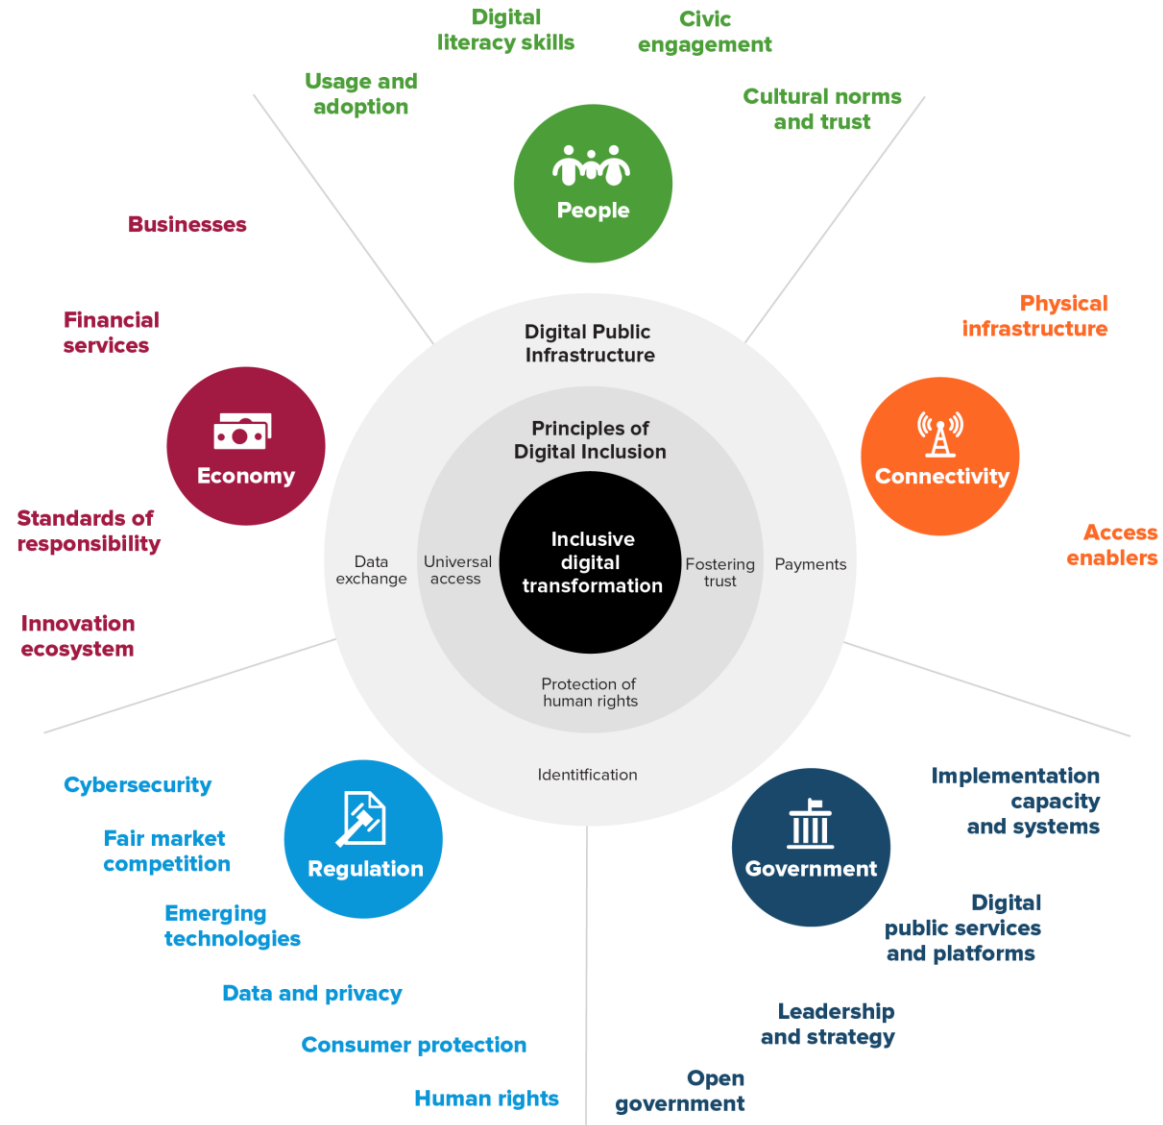 Digital
literacy skills
Civic
engagement
Usage and
adoption
Cultural norms
and trust
People
Businesses
Financial
services
Economy
Standards of
responsibility
Innovation
ecosystem
Physical
infrastructure
Connectivity
Access
enablers
Digital Public
Infrastructure
Principles of
Digital Inclusion
Inclusive
digital
transformation
Data
exchange
Universal
access
Fostering
trust
Payments
Protection of
human rights
Identitfication
Cybersecurity
Fair market
competition
Regulation
Emerging
technologies
Data and privacy
Consumer protection
Human rights
Government
Implementation
capacity
and systems
Digital
public services
and platforms
Leadership
and strategy
Open
government